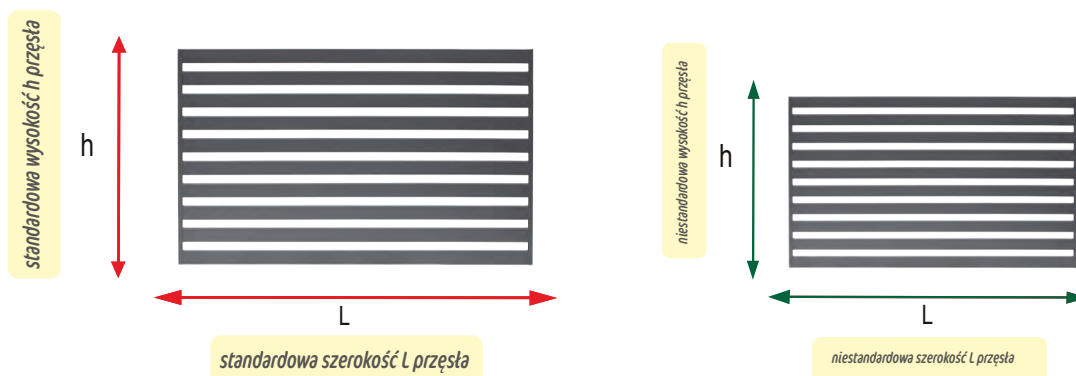 standardowa wysokość h przęsła
h
L
standardowa szerokość L przęsła
niestandardowa wysokość h przęsła
h
L
niestandardowa szerokość L przęsła